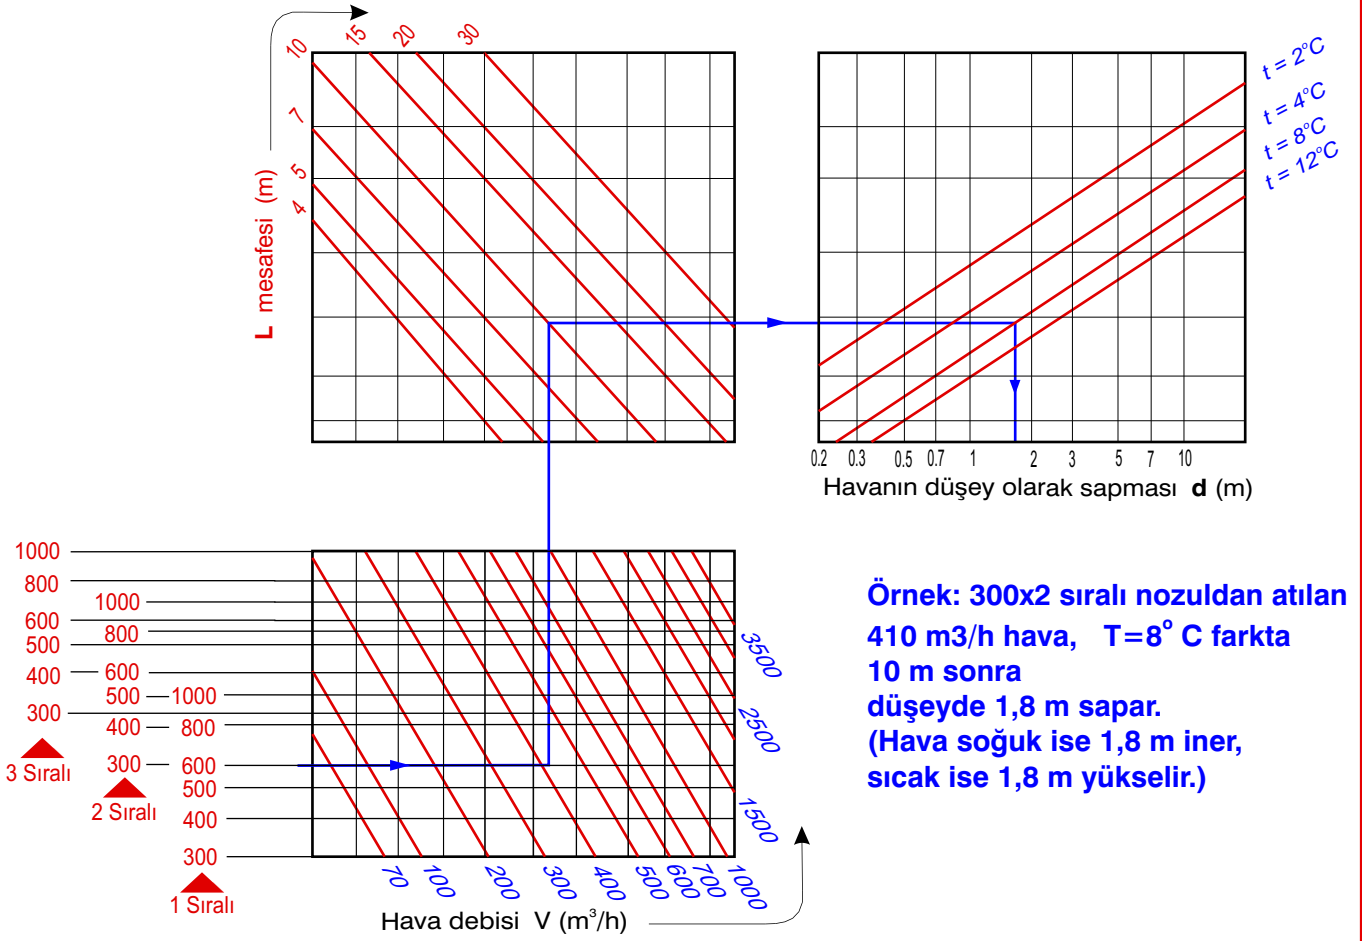 10
15
20
30
7
5
4
L mesafesi (m)
t = 2°C
t = 4°C
t = 8°C
t = 12°C
0.2 0.3 0.5 0.7 1 2 3 5 7 10
Havanın düşey olarak sapması d (m)
1000
800
600
500
400
300
3 Sıralı
1000
800
600
500
400
300
2 Sıralı
1000
800
600
500
400
300
1 Sıralı
3500
2500
1500
70 100 200 300 400 500 600 700 1000
Hava debisi V (m³/h)
Örnek: 300x2 sıralı nozuldan atılan
410 m3/h hava, T=8° C farkta
10 m sonra
düşeyde 1,8 m sapar.
(Hava soğuk ise 1,8 m iner,
sıcak ise 1,8 m yükselir.)